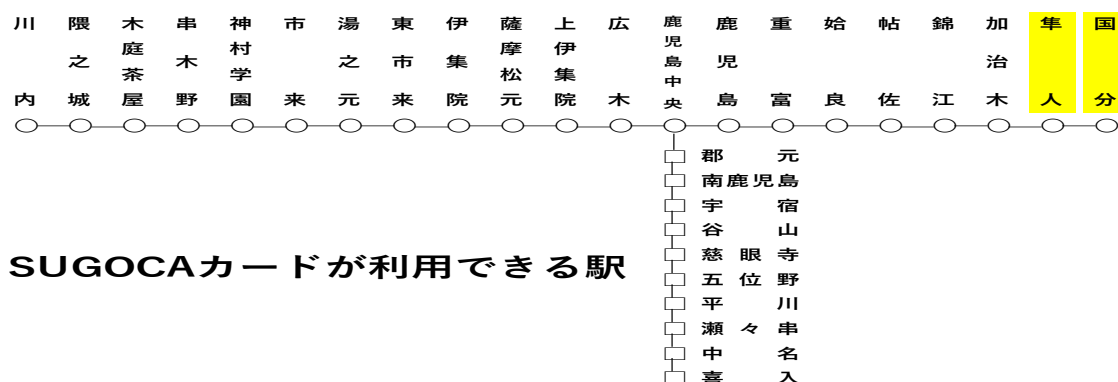 川内
隈之城
木庭茶屋
串木野
神村学園
市来
湯之元
東市来
伊集院
薩摩松元
上伊集院
広木
鹿児島中央
鹿児島
重富
姶良
帖佐
錦江
加治木
隼人
国分
郡元
南鹿児島
宇宿
谷山
慈眼寺
五位野
平川
瀬々串
中名
喜入
SUGOCAカードが利用できる駅